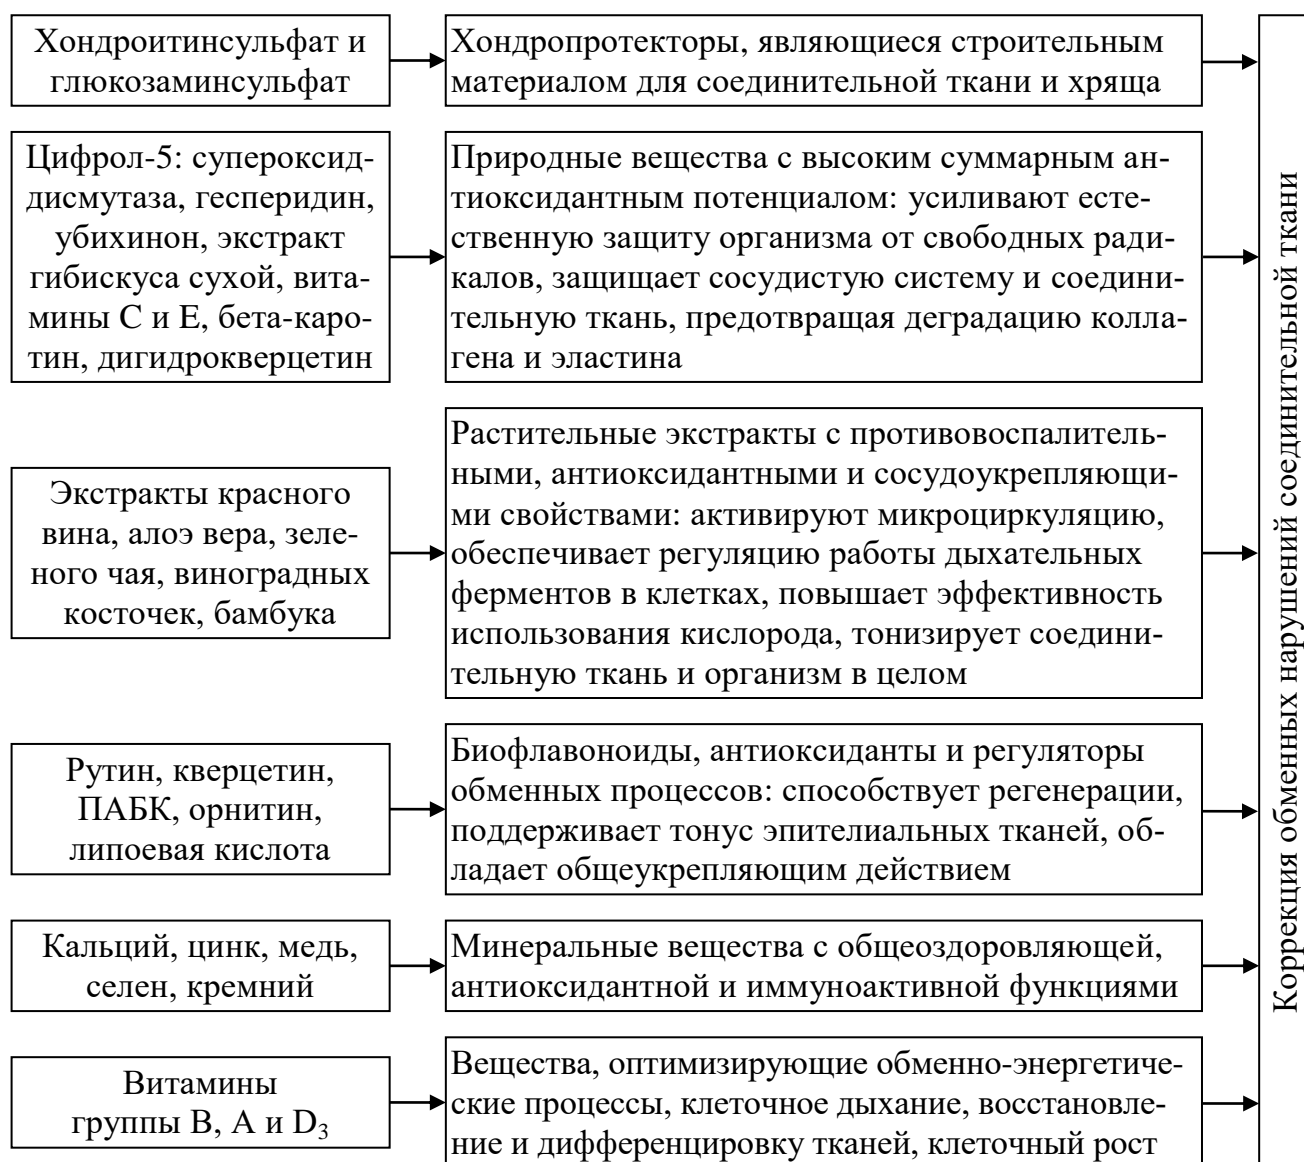 Хондроитинсульфат и
глюкозаминсульфат
Хондропротекторы, являющиеся строительным
материалом для соединительной ткани и хряща
Цифрол-5: супероксид-
дисмутаза, гесперидин,
убихинон, экстракт
гибискуса сухой, вита-
мины С и Е, бета-каро-
тин, дигидрокверцетин
Природные вещества с высоким суммарным ан-
тиоксидантным потенциалом: усиливают есте-
ственную защиту организма от свободных ради-
калов, защищает сосудистую систему и соедини-
тельную ткань, предотвращая деградацию колла-
гена и эластина
Экстракты красного
вина, алоэ вера, зеле-
ного чая, виноградных
косточек, бамбука
Растительные экстракты с противовоспалитель-
ными, антиоксидантными и сосудоукрепляющи-
ми свойствами: активируют микроциркуляцию,
обеспечивает регуляцию работы дыхательных
ферментов в клетках, повышает эффективность
использования кислорода, тонизирует соедини-
тельную ткань и организм в целом
Рутин, кверцетин,
ПАБК, орнитин,
липоевая кислота
Биофлавоноиды, антиоксиданты и регуляторы
обменных процессов: способствует регенерации,
поддерживает тонус эпителиальных тканей, об-
ладает общеукрепляющим действием
Кальций, цинк, медь,
селен, кремний
Минеральные вещества с общеоздоровляющей,
антиоксидантной и иммуноактивной функциями
Витамины
группы В, А и D₃
Вещества, оптимизирующие обменно-энергетиче-
ские процессы, клеточное дыхание, восстановле-
ние и дифференцировку тканей, клеточный рост
Коррекция обменных нарушений соединительной ткани